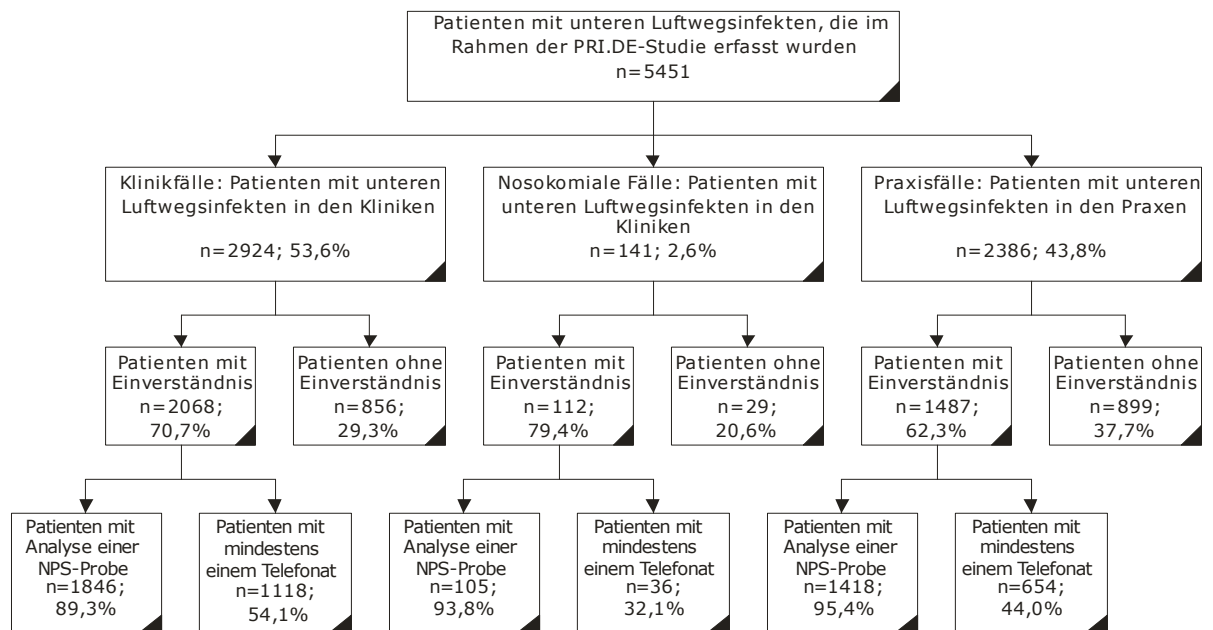 Patienten mit unteren Luftwegsinfekten, die im
Rahmen der PRI.DE-Studie erfasst wurden
n=5451
Klinikfälle: Patienten mit unteren
Luftwegsinfekten in den Kliniken
n=2924; 53,6%
Nosokomiale Fälle: Patienten mit
unteren Luftwegsinfekten in den
Kliniken
n=141; 2,6%
Praxisfälle: Patienten mit unteren
Luftwegsinfekten in den Praxen
n=2386; 43,8%
Patienten mit
Einverständnis
n=2068;
70,7%
Patienten ohne
Einverständnis
n=856;
29,3%
Patienten mit
Einverständnis
n=112;
79,4%
Patienten ohne
Einverständnis
n=29;
20,6%
Patienten mit
Einverständnis
n=1487;
62,3%
Patienten ohne
Einverständnis
n=899;
37,7%
Patienten mit
Analyse einer
NPS-Probe
n=1846;
89,3%
Patienten mit
mindestens
einem Telefonat
n=1118;
54,1%
Patienten mit
Analyse einer
NPS-Probe
n=105;
93,8%
Patienten mit
mindestens
einem Telefonat
n=36;
32,1%
Patienten mit
Analyse einer
NPS-Probe
n=1418;
95,4%
Patienten mit
mindestens
einem Telefonat
n=654;
44,0%